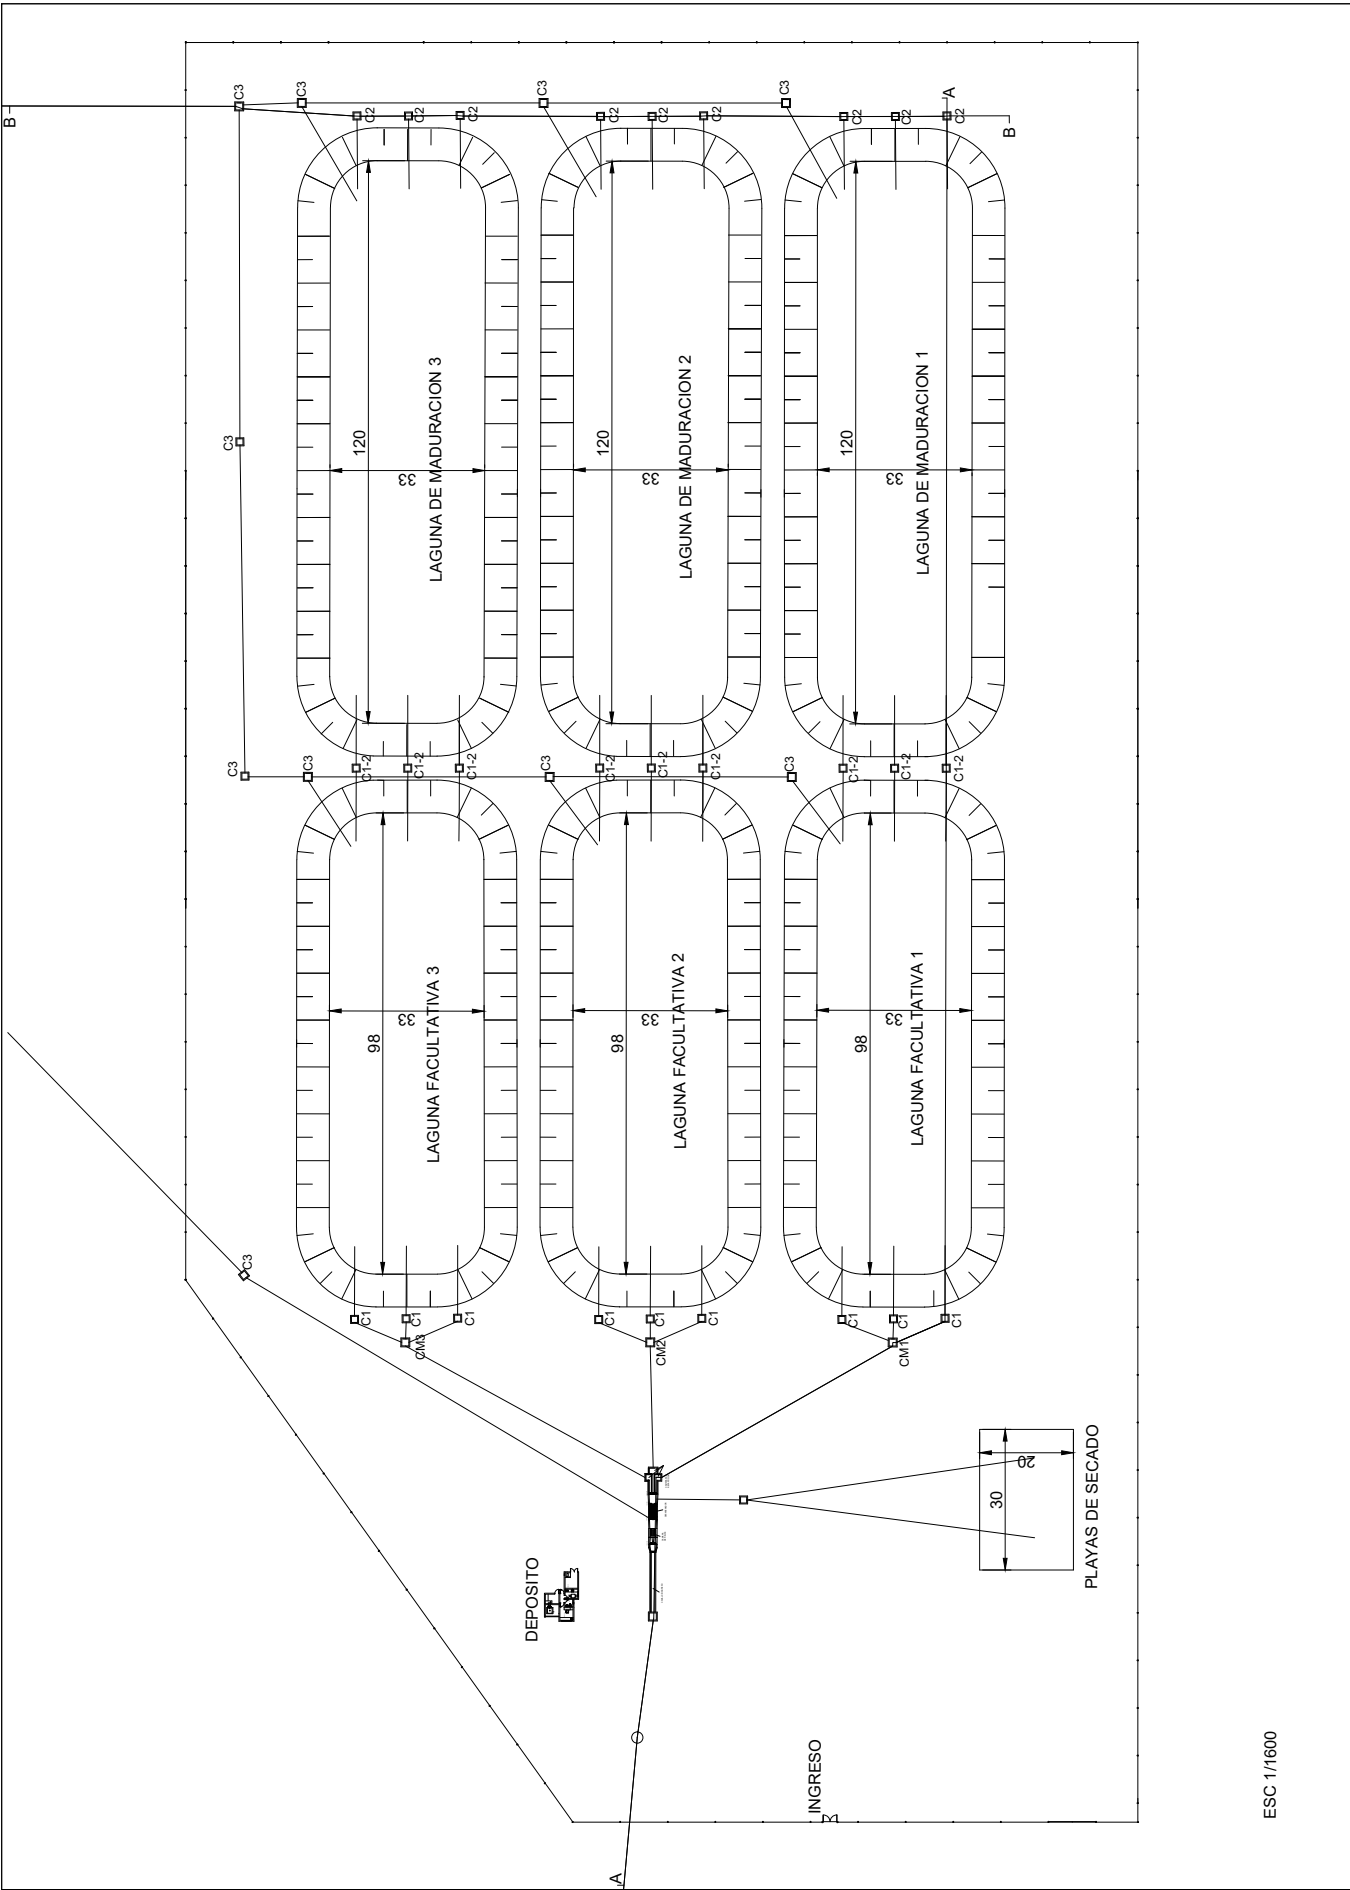 B
C3
C3
C3
C3
C2
C2
C2
C2
C2
C2
C2
C2
C2
A
B
C3
120
33
LAGUNA DE MADURACION 3
120
33
LAGUNA DE MADURACION 2
120
33
LAGUNA DE MADURACION 1
C3
C3
C1-2
C1-2
C1-2
C3
C1-2
C1-2
C1-2
C3
C1-2
C1-2
C1-2
98
33
LAGUNA FACULTATIVA 3
98
33
LAGUNA FACULTATIVA 2
98
33
LAGUNA FACULTATIVA 1
C3
C1
C1
C1
CM3
C1
C1
C1
CM2
C1
C1
C1
CM1
DEPOSITO
30
20
PLAYAS DE SECADO
INGRESO
A
ESC 1/1600